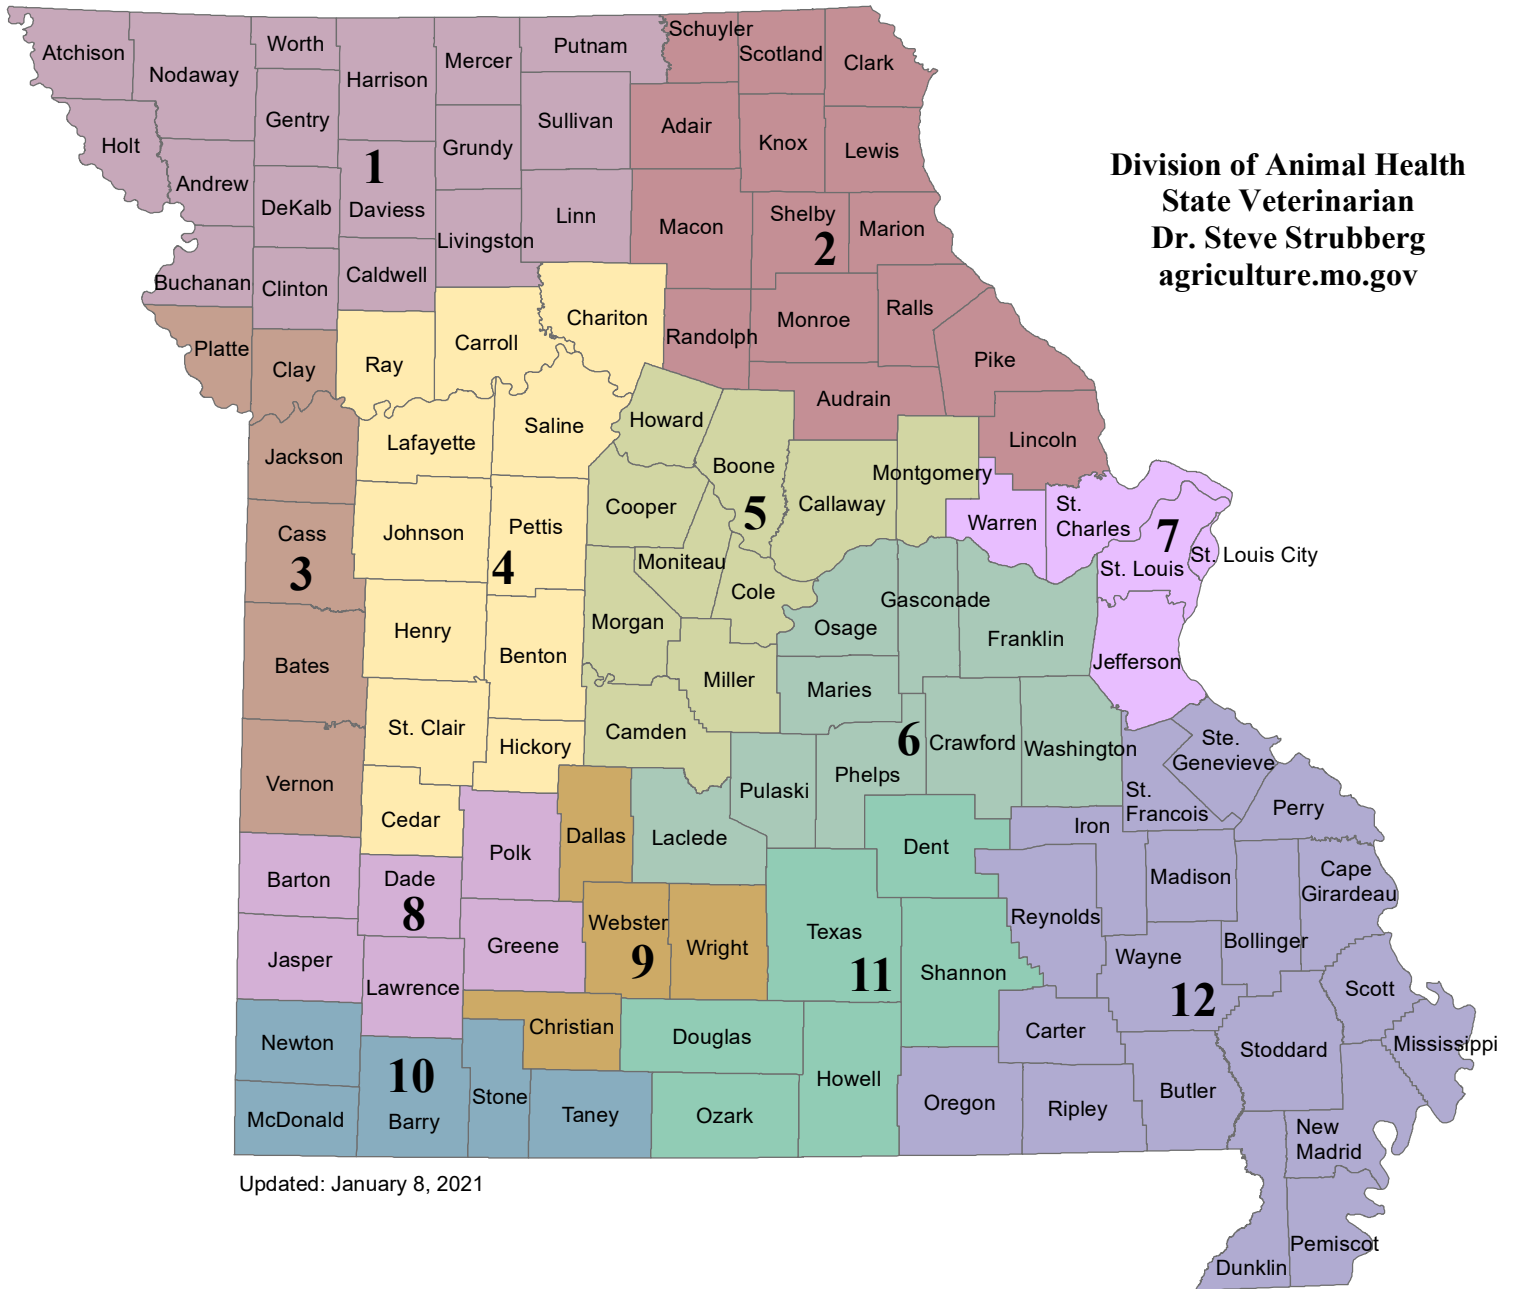 Atchison
Nodaway
Worth
Harrison
Mercer
Putnam
Schuyler
Scotland
Clark
Holt
Gentry
Grundy
Sullivan
Adair
Knox
Lewis
Andrew
DeKalb
1
Daviess
Livingston
Linn
Macon
Shelby
2
Marion
Buchanan
Clinton
Caldwell
Chariton
Randolph
Monroe
Ralls
Pike
Platte
Clay
Ray
Carroll
Audrain
Lincoln
Division of Animal Health
State Veterinarian
Dr. Steve Strubberg
agriculture.mo.gov
Jackson
Lafayette
Saline
Howard
Boone
5
Callaway
Montgomery
Warren
St.
Charles
7
St. Louis
St. Louis City
Cass
3
Johnson
Pettis
4
Cooper
Moniteau
Cole
Osage
Gasconade
Franklin
Jefferson
Bates
Henry
Benton
Morgan
Miller
Maries
Vernon
St. Clair
Hickory
Camden
Pulaski
Phelps
6
Crawford
Washington
St.
Francois
Ste.
Genevieve
Perry
Cedar
Polk
Dallas
Laclede
Dent
Iron
Madison
Cape
Girardeau
Barton
Dade
8
Greene
Webster
9
Wright
Texas
11
Shannon
Reynolds
Wayne
12
Bollinger
Scott
Mississippi
Jasper
Lawrence
Christian
Douglas
Howell
Carter
Stoddard
Newton
10
Barry
Stone
Taney
Ozark
Oregon
Ripley
Butler
New
Madrid
McDonald
Pemiscot
Dunklin
Updated: January 8, 2021